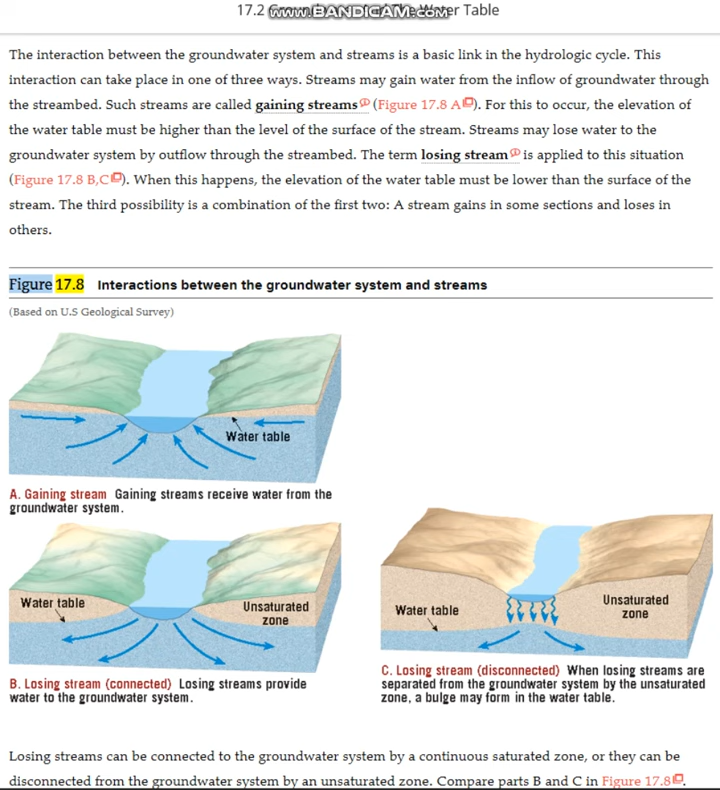 17.2 Groundwater and the Water Table
www.BANDICAM.com
The interaction between the groundwater system and streams is a basic link in the hydrologic cycle. This
interaction can take place in one of three ways. Streams may gain water from the inflow of groundwater through
the streambed. Such streams are called gaining streams (Figure 17.8 A). For this to occur, the elevation of
the water table must be higher than the level of the surface of the stream. Streams may lose water to the
groundwater system by outflow through the streambed. The term losing stream is applied to this situation
(Figure 17.8 B,C). When this happens, the elevation of the water table must be lower than the surface of the
stream. The third possibility is a combination of the first two: A stream gains in some sections and loses in
others.
Figure 17.8 Interactions between the groundwater system and streams
(Based on U.S Geological Survey)
Water table
A. Gaining stream Gaining streams receive water from the
groundwater system.
Water table
Unsaturated
zone
B. Losing stream (connected) Losing streams provide
water to the groundwater system.
Water table
Unsaturated
zone
C. Losing stream (disconnected) When losing streams are
separated from the groundwater system by the unsaturated
zone, a bulge may form in the water table.
Losing streams can be connected to the groundwater system by a continuous saturated zone, or they can be
disconnected from the groundwater system by an unsaturated zone. Compare parts B and C in Figure 17.8.